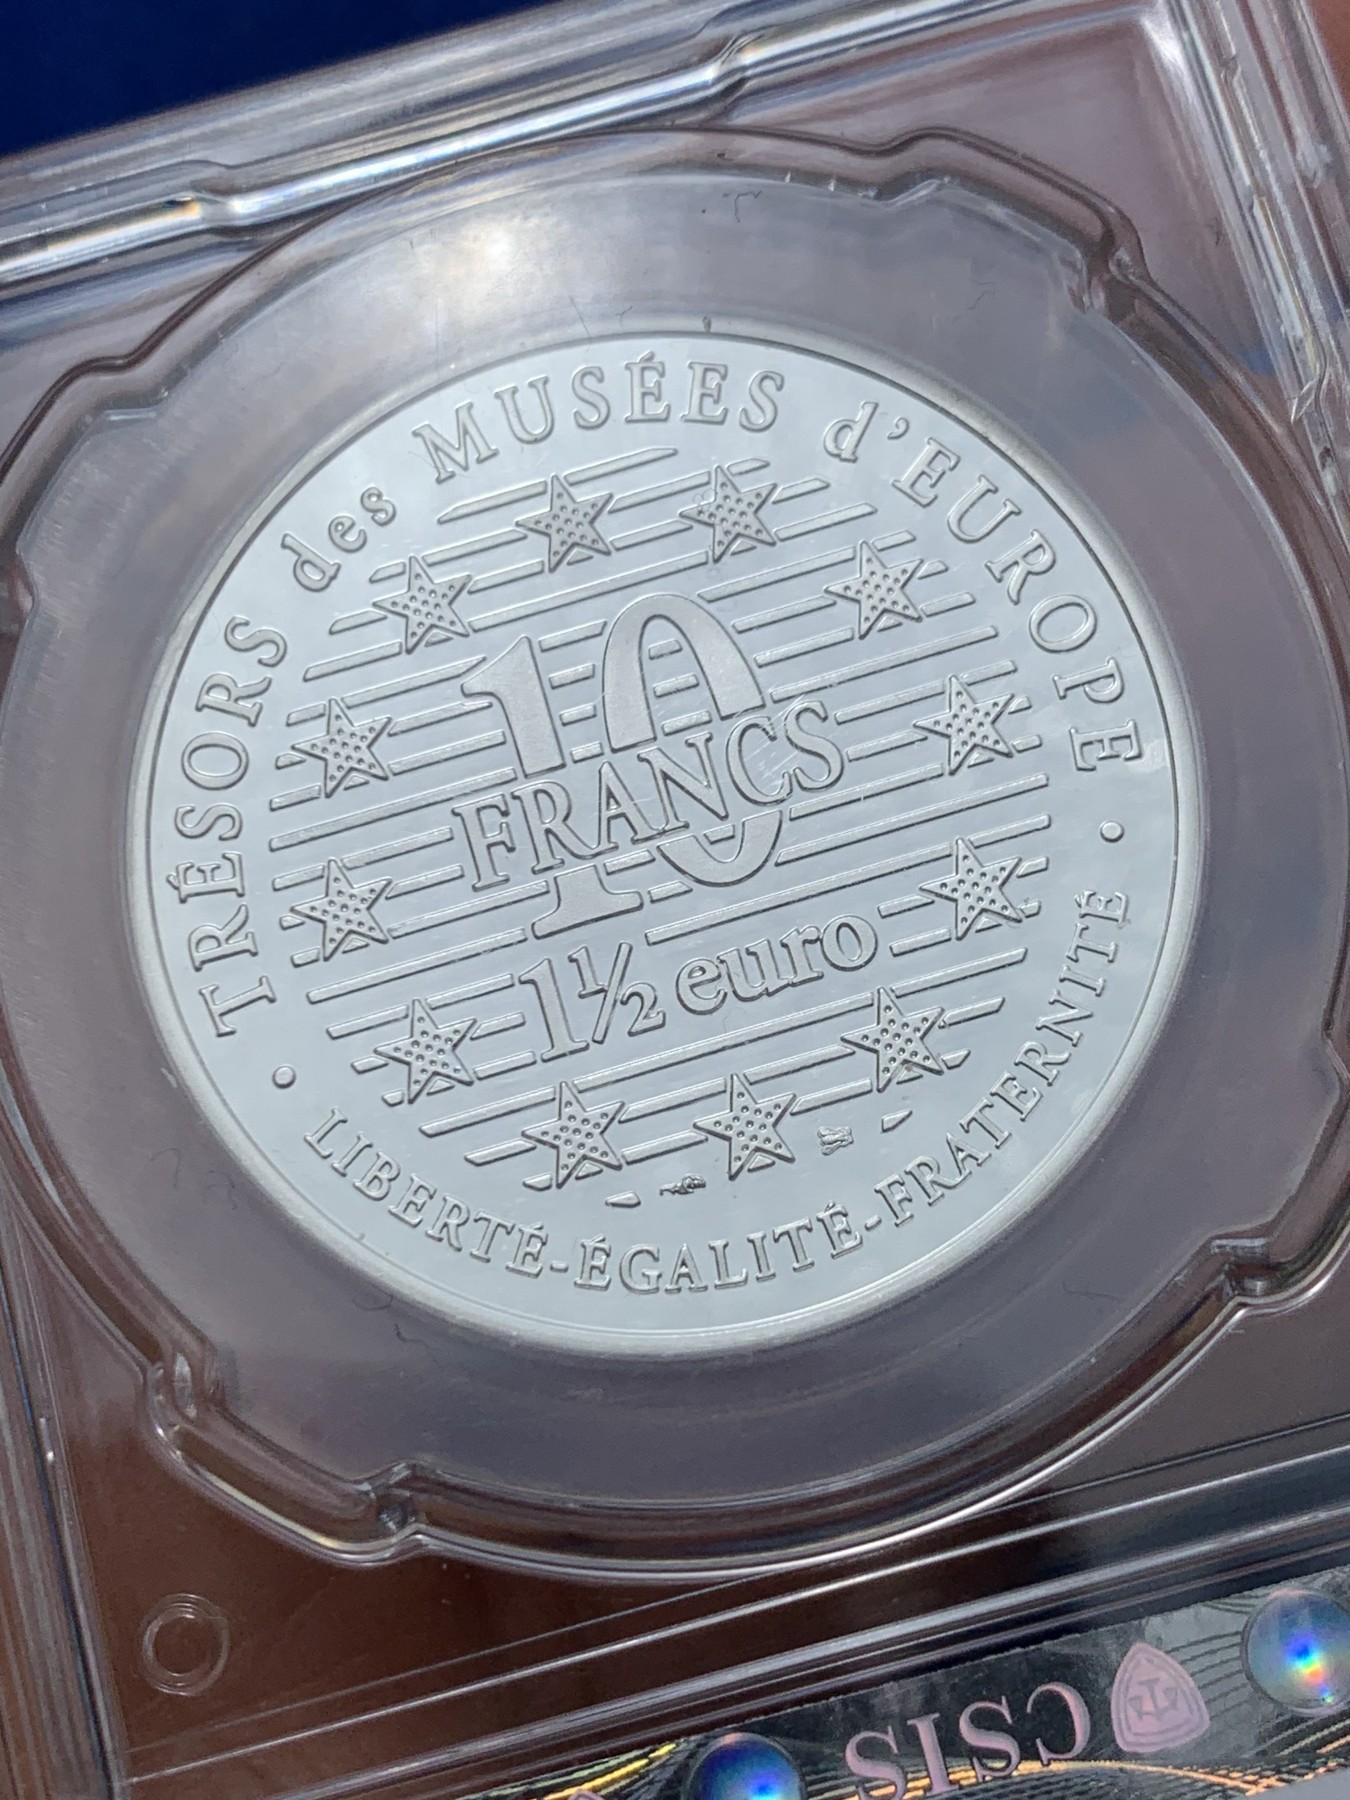 TRÉSORS des MUSÉES d'EUROPE
10
FRANCS
1½ euro
LIBERTÉ-ÉGALITÉ-FRATERNITÉ
CSIS